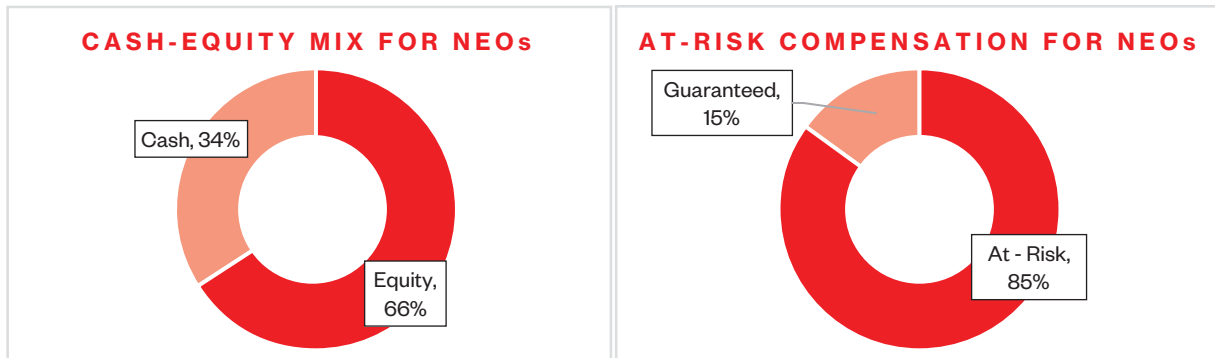 CASH-EQUITY MIX FOR NEOs
Cash, 34%
Equity,
66%
AT-RISK COMPENSATION FOR NEOs
Guaranteed,
15%
At - Risk,
85%